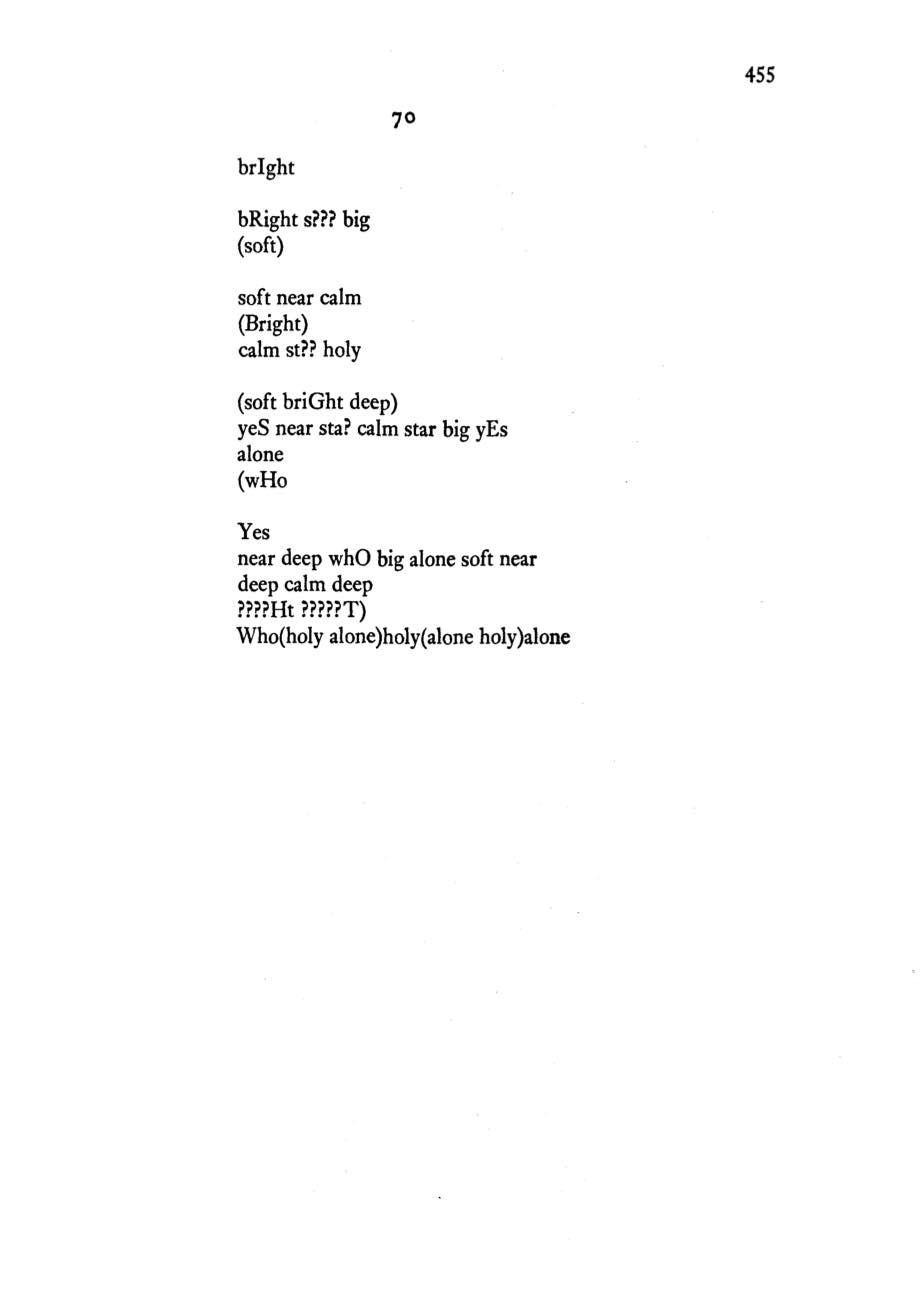 455
70
brIght
bRight s??? big
(soft)
soft near calm
(Bright)
calm st?? holy
(soft briGht deep)
yeS near sta? calm star big yEs
alone
(wHo
Yes
near deep whO big alone soft near
deep calm deep
????Ht ?????T)
Who(holy alone)holy(alone holy)alone